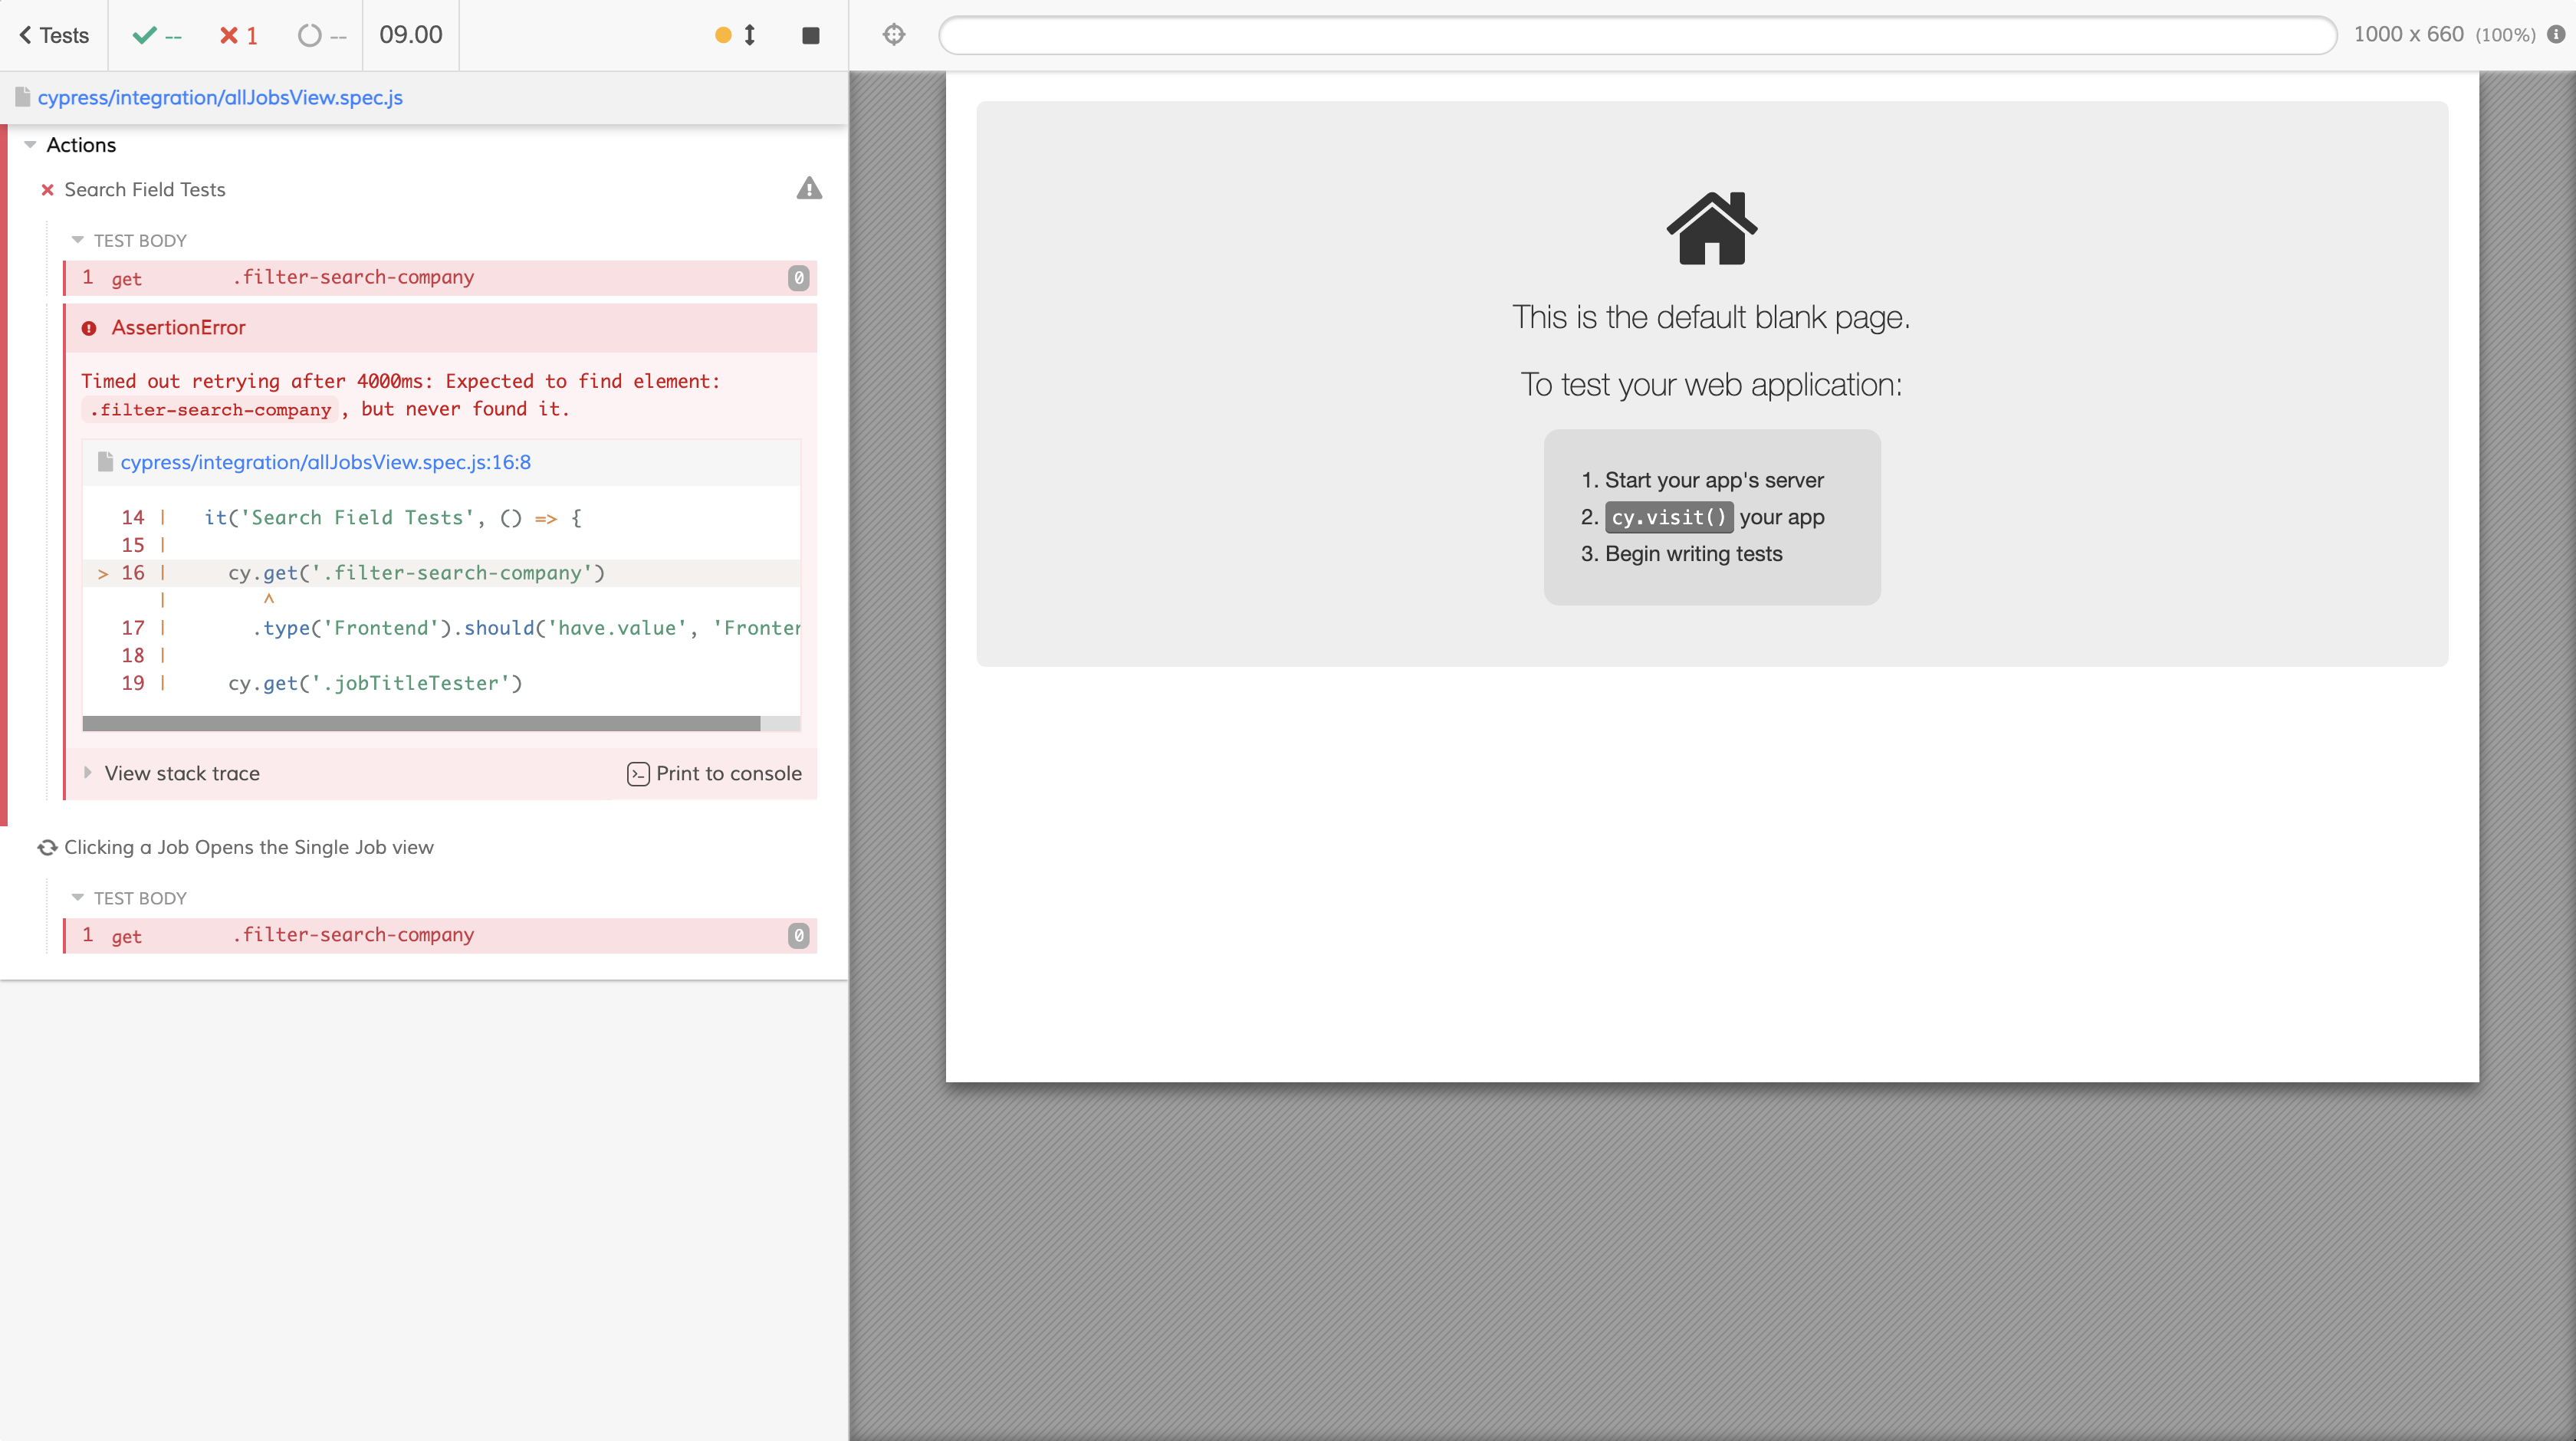 Tests -- 1 -- 09.00
1000 x 660 (100%)
cypress/integration/allJobsView.spec.js
Actions
Search Field Tests
TEST BODY
1 get .filter-search-company 0
AssertionError
Timed out retrying after 4000ms: Expected to find element:
.filter-search-company, but never found it.
cypress/integration/allJobsView.spec.js:16:8
14 | it('Search Field Tests', () => {
15 |
> 16 | cy.get('.filter-search-company')
| ^
17 | .type('Frontend').should('have.value', 'Fronten
18 |
19 | cy.get('.jobTitleTester')
View stack trace
Print to console
Clicking a Job Opens the Single Job view
TEST BODY
1 get .filter-search-company 0
This is the default blank page.
To test your web application:
1. Start your app's server
2. cy.visit() your app
3. Begin writing tests